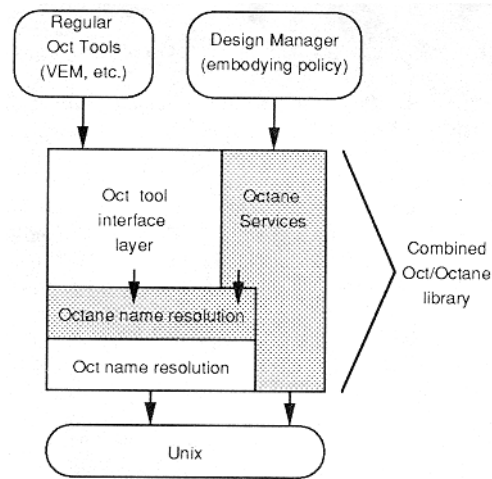 Regular
Oct Tools
(VEM, etc.)
Design Manager
(embodying policy)
Oct tool
interface
layer
Octane
Services
Combined
Oct/Octane
library
Octane name resolution
Oct name resolution
Unix